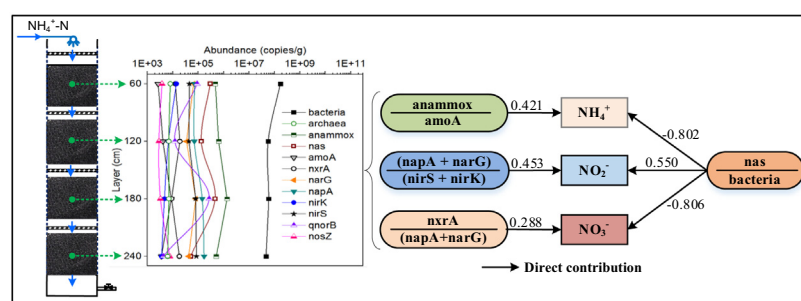 NH₄⁺-N
Abundance (copies/g)
1E+03 1E+05 1E+07 1E+09 1E+11
Layer (cm)
60
120
180
240
bacteria
archaea
anammox
nas
amoA
nxrA
narG
napA
nirK
nirS
qnorB
nosZ
anammox
amoA
0.421
NH₄⁺
(napA + narG)
(nirS + nirK)
0.453
NO₂⁻
nxrA
(napA+narG)
0.288
NO₃⁻
-0.802
0.550
-0.806
nas
bacteria
Direct contribution